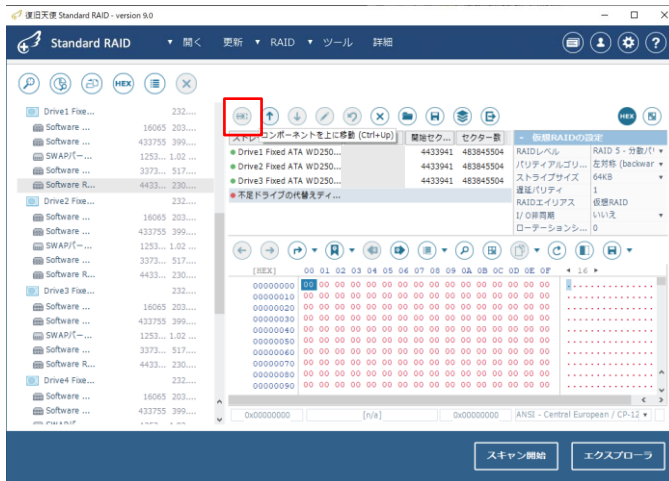 復旧天使 Standard RAID - version 9.0
Standard RAID
▼ 開く 更新 ▼ RAID ▼ ツール 詳細
HEX
Drive1 Fixe... 232....
Software ... 16065 203....
Software ... 433755 399....
SWAPパー... 1253... 1.02 ...
Software ... 3373... 517....
Software R... 4433... 230....
Drive2 Fixe... 232....
Software ... 16065 203....
Software ... 433755 399....
SWAPパー... 1253... 1.02 ...
Software ... 3373... 517....
Software R... 4433... 230....
Drive3 Fixe... 232....
Software ... 16065 203....
Software ... 433755 399....
SWAPパー... 1253... 1.02 ...
Software ... 3373... 517....
Software R... 4433... 230....
Drive4 Fixe... 232....
Software ... 16065 203....
Software ... 433755 399....
HEX
コンポーネントを上に移動 (Ctrl+Up)
開始セク... セクター数
Drive1 Fixed ATA WD250... 4433941 483845504
Drive2 Fixed ATA WD250... 4433941 483845504
Drive3 Fixed ATA WD250... 4433941 483845504
不足ドライブの代替えディ...
- 仮想RAIDの設定
RAIDレベル RAID 5 - 分散パ
パリティアルゴリ... 左対称 (backwar
ストライプサイズ 64KB
遅延パリティ 1
RAIDエイリアス 仮想RAID
I/O非同期 いいえ
ローテーションシ... 0
[HEX] 00 01 02 03 04 05 06 07 08 09 0A 0B 0C 0D 0E 0F 16
00000000 00 00 00 00 00 00 00 00 00 00 00 00 00 00 00 00 ................
00000010 00 00 00 00 00 00 00 00 00 00 00 00 00 00 00 00 ................
00000020 00 00 00 00 00 00 00 00 00 00 00 00 00 00 00 00 ................
00000030 00 00 00 00 00 00 00 00 00 00 00 00 00 00 00 00 ................
00000040 00 00 00 00 00 00 00 00 00 00 00 00 00 00 00 00 ................
00000050 00 00 00 00 00 00 00 00 00 00 00 00 00 00 00 00 ................
00000060 00 00 00 00 00 00 00 00 00 00 00 00 00 00 00 00 ................
00000070 00 00 00 00 00 00 00 00 00 00 00 00 00 00 00 00 ................
00000080 00 00 00 00 00 00 00 00 00 00 00 00 00 00 00 00 ................
00000090 00 00 00 00 00 00 00 00 00 00 00 00 00 00 00 00 ................
0x00000000 [n/a] 0x00000000 ANSI - Central European / CP-12
スキャン開始 エクスプローラ